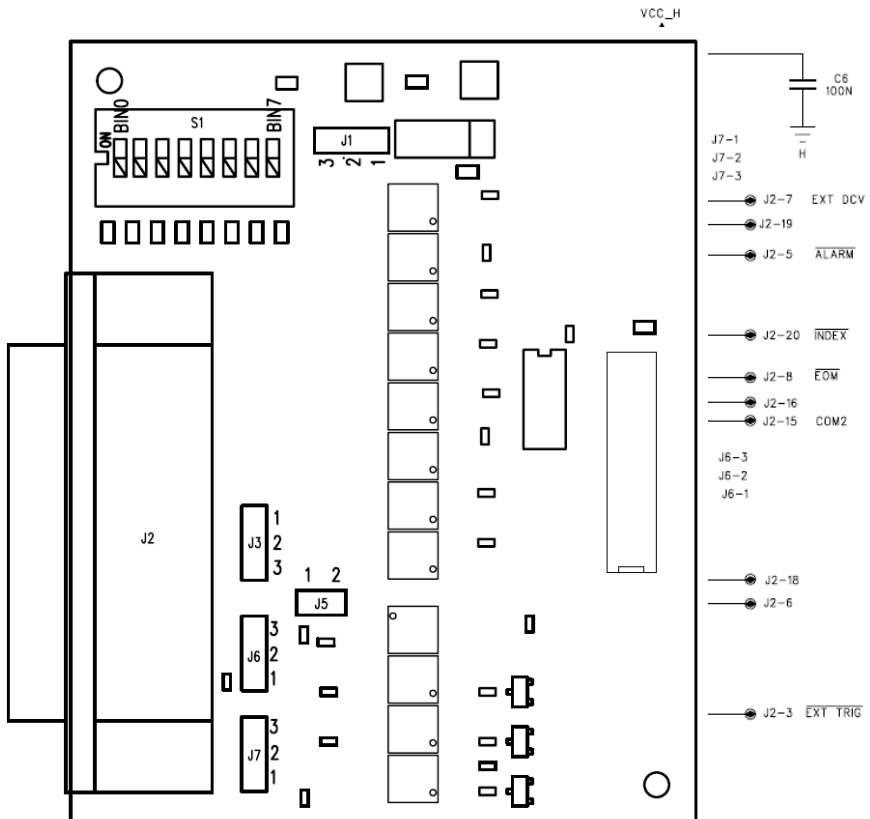 VCC_H
C6
100N
H
BIN0
BIN7
S1
ON
J1
3 2 1
J7-1
J7-2
J7-3
J2-7 EXT DCV
J2-19
J2-5 ALARM
J2-20 INDEX
J2-8 EOM
J2-16
J2-15 COM2
J6-3
J6-2
J6-1
J2
J3
1
2
3
1 2
J5
J2-18
J2-6
J6
3
2
1
J2-3 EXT TRIG
J7
3
2
1